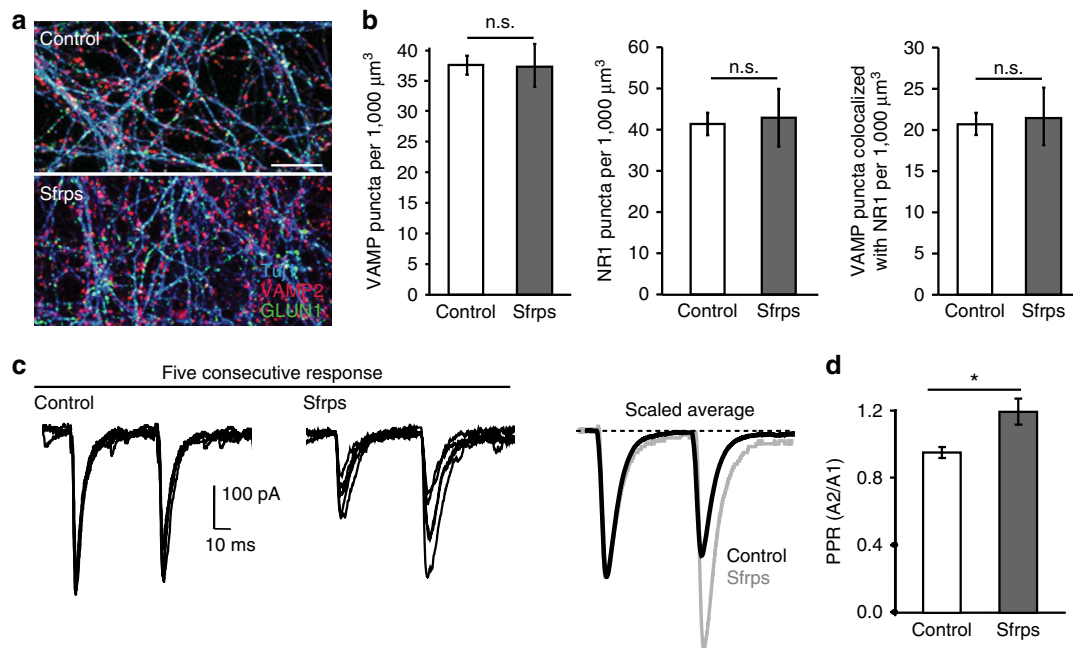 a
Control
Sfrps
Tuj1
VAMP2
GLUN1
b
n.s.
VAMP puncta per 1,000 µm³
40
35
30
25
20
15
10
5
0
Control
Sfrps
n.s.
NR1 puncta per 1,000 µm³
60
50
40
30
20
10
0
Control
Sfrps
n.s.
VAMP puncta colocalized
with NR1 per 1,000 µm³
30
25
20
15
10
5
0
Control
Sfrps
c
Five consecutive response
Control
Sfrps
100 pA
10 ms
Scaled average
Control
Sfrps
d
*
PPR (A2/A1)
1.2
0.8
0.4
0.0
Control
Sfrps